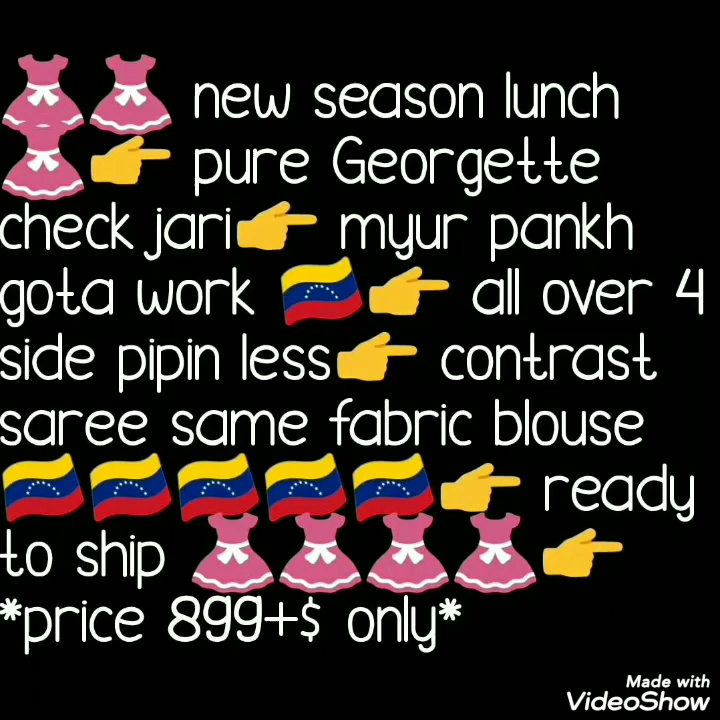 👗👗 new season lunch
👗👉 pure Georgette
check jari👉 myur pankh
gota work 🇻🇪👉 all over 4
side pipin less👉 contrast
saree same fabric blouse
🇻🇪🇻🇪🇻🇪🇻🇪🇻🇪👉 ready
to ship 👗👗👗👗👉
*price 899+$ only*
Made with
VideoShow